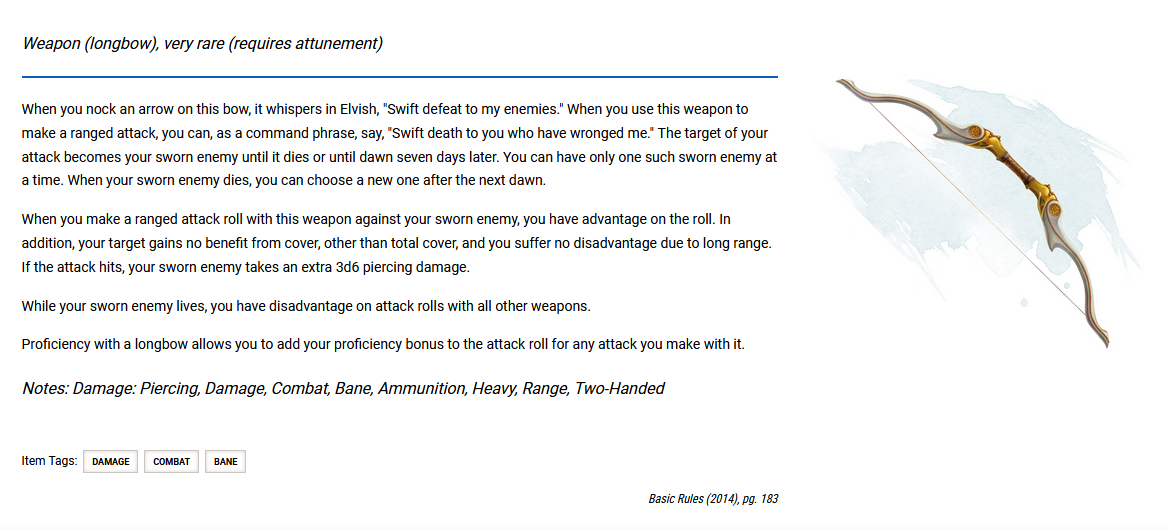 Weapon (longbow), very rare (requires attunement)
When you nock an arrow on this bow, it whispers in Elvish, "Swift defeat to my enemies." When you use this weapon to
make a ranged attack, you can, as a command phrase, say, "Swift death to you who have wronged me." The target of your
attack becomes your sworn enemy until it dies or until dawn seven days later. You can have only one such sworn enemy at
a time. When your sworn enemy dies, you can choose a new one after the next dawn.
When you make a ranged attack roll with this weapon against your sworn enemy, you have advantage on the roll. In
addition, your target gains no benefit from cover, other than total cover, and you suffer no disadvantage due to long range.
If the attack hits, your sworn enemy takes an extra 3d6 piercing damage.
While your sworn enemy lives, you have disadvantage on attack rolls with all other weapons.
Proficiency with a longbow allows you to add your proficiency bonus to the attack roll for any attack you make with it.
Notes: Damage: Piercing, Damage, Combat, Bane, Ammunition, Heavy, Range, Two-Handed
Item Tags: DAMAGE COMBAT BANE
Basic Rules (2014), pg. 183